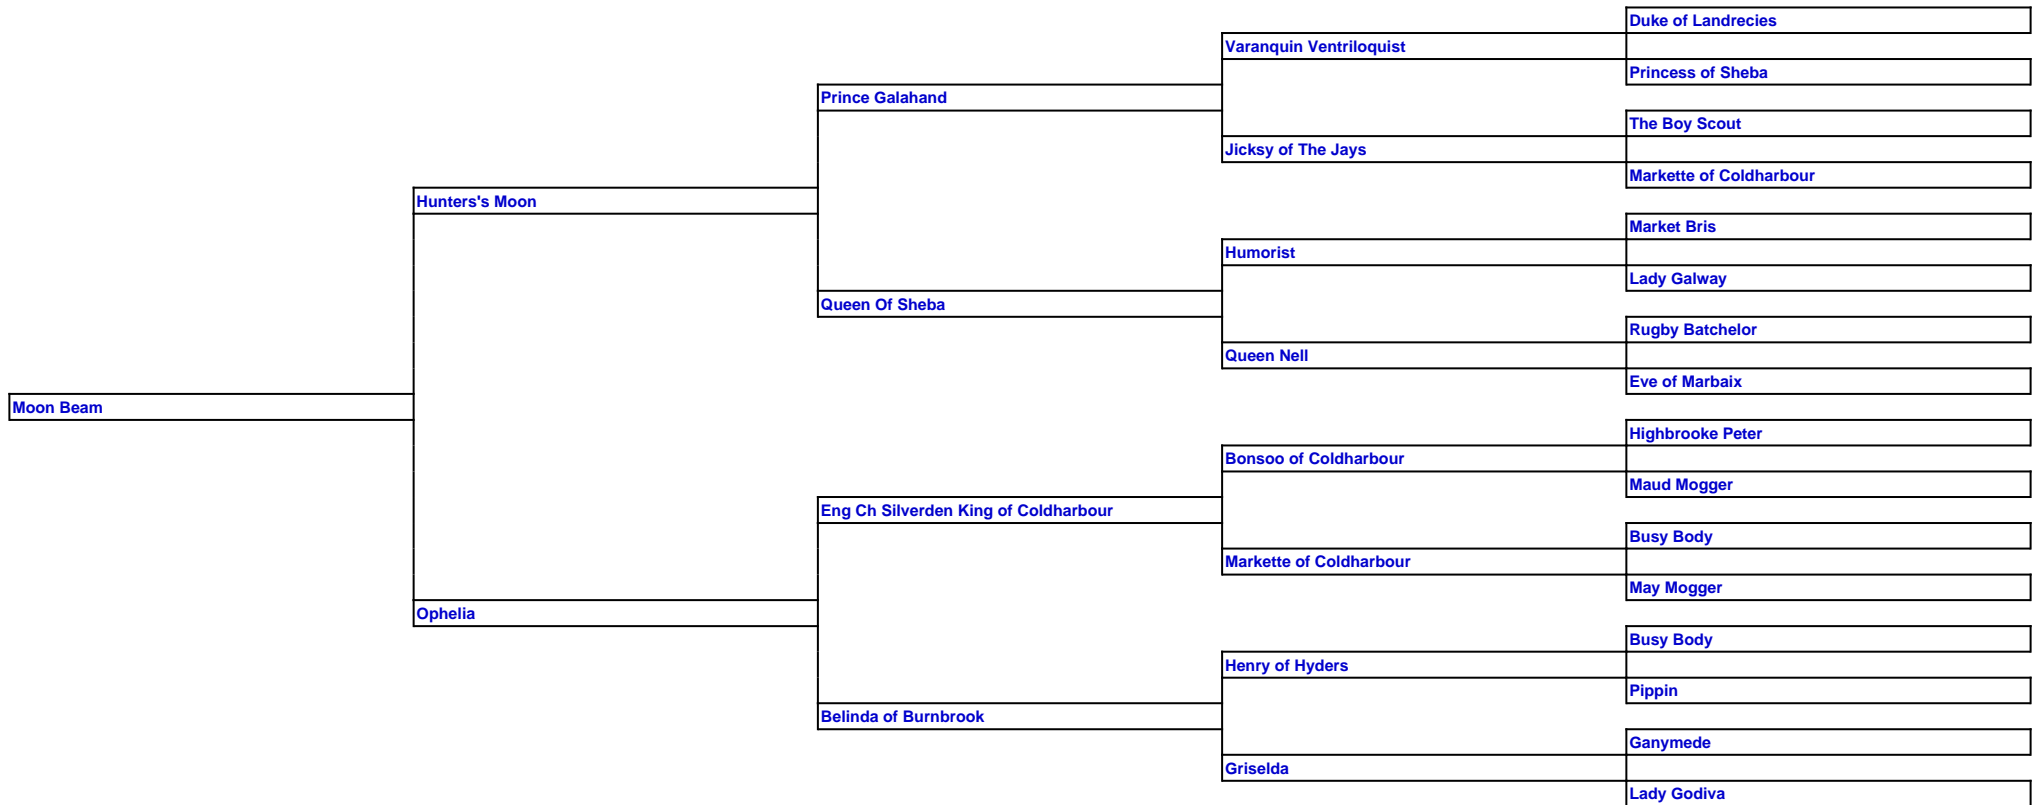 Duke of Landrecies
Varanquin Ventriloquist
Princess of Sheba
Prince Galahand
The Boy Scout
Jicksy of The Jays
Markette of Coldharbour
Hunters's Moon
Market Bris
Humorist
Lady Galway
Queen Of Sheba
Rugby Batchelor
Queen Nell
Eve of Marbaix
Moon Beam
Highbrooke Peter
Bonsoo of Coldharbour
Maud Mogger
Eng Ch Silverden King of Coldharbour
Busy Body
Markette of Coldharbour
May Mogger
Ophelia
Busy Body
Henry of Hyders
Pippin
Belinda of Burnbrook
Ganymede
Griselda
Lady Godiva